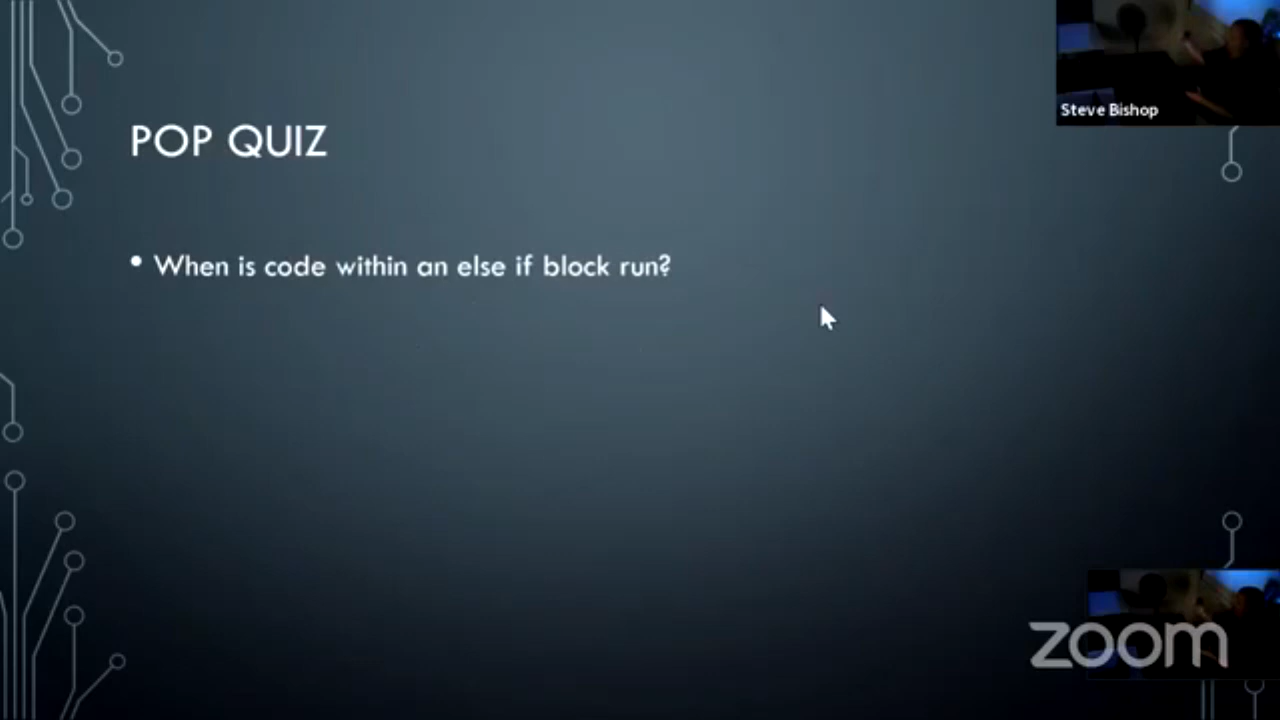 Steve Bishop
POP QUIZ
• When is code within an else if block run?
zoom